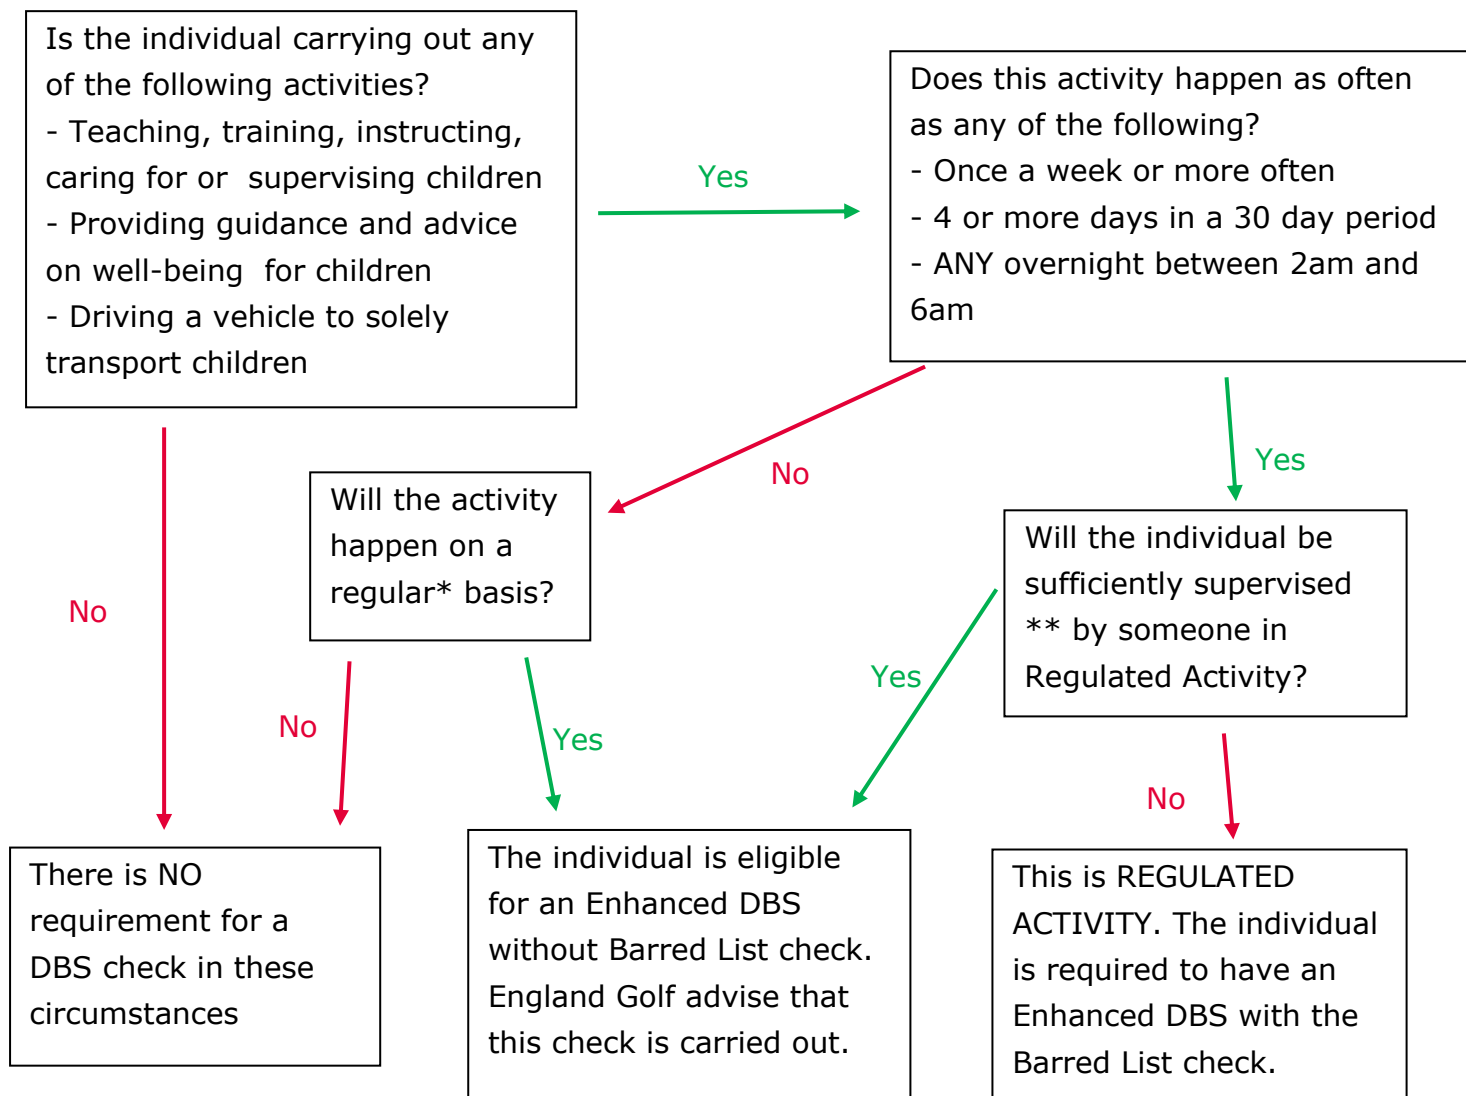 Is the individual carrying out any
of the following activities?
- Teaching, training, instructing,
caring for or  supervising children
- Providing guidance and advice
on well-being  for children
- Driving a vehicle to solely
transport children
Yes
Does this activity happen as often
as any of the following?
- Once a week or more often
- 4 or more days in a 30 day period
- ANY overnight between 2am and
6am
No
Yes
Will the activity
happen on a
regular* basis?
Will the individual be
sufficiently supervised
** by someone in
Regulated Activity?
No
No
Yes
Yes
No
There is NO
requirement for a
DBS check in these
circumstances
The individual is eligible
for an Enhanced DBS
without Barred List check.
England Golf advise that
this check is carried out.
This is REGULATED
ACTIVITY. The individual
is required to have an
Enhanced DBS with the
Barred List check.